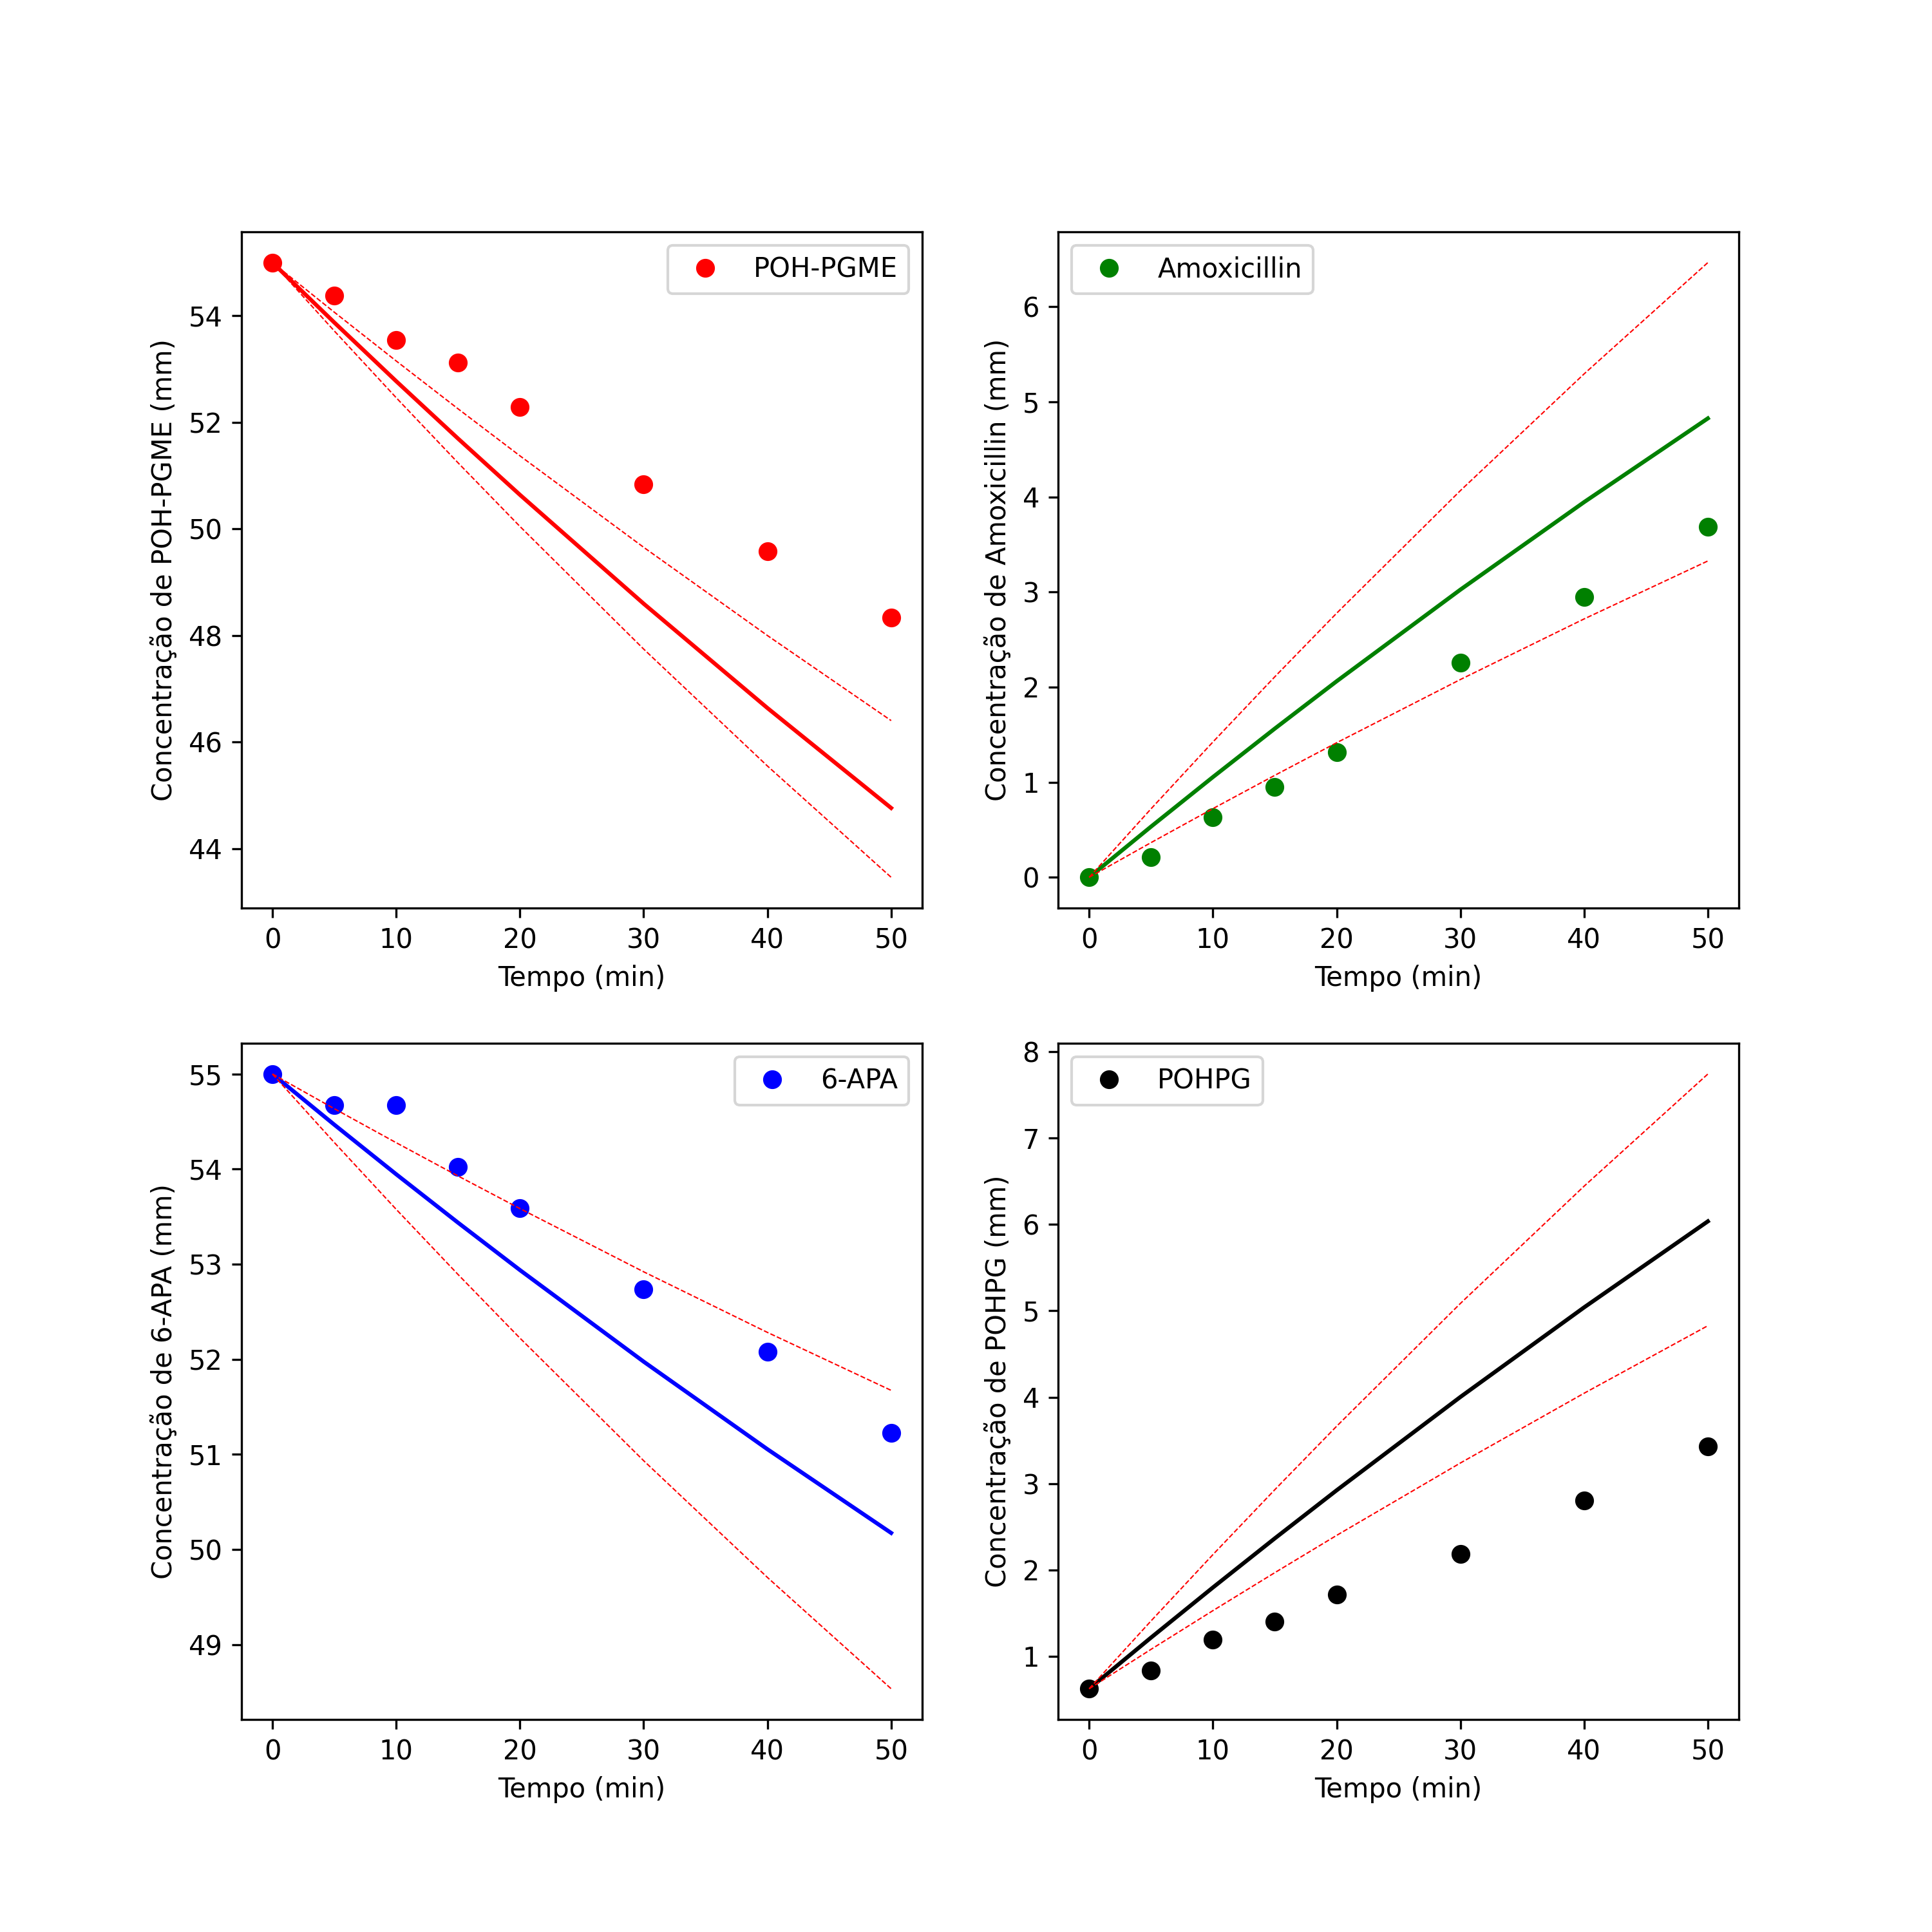 POH-PGME
Concentração de POH-PGME (mm)
54
52
50
48
46
44
0 10 20 30 40 50
Tempo (min)
Amoxicillin
Concentração de Amoxicillin (mm)
6
5
4
3
2
1
0
0 10 20 30 40 50
Tempo (min)
6-APA
Concentração de 6-APA (mm)
55
54
53
52
51
50
49
0 10 20 30 40 50
Tempo (min)
POHPG
Concentração de POHPG (mm)
8
7
6
5
4
3
2
1
0 10 20 30 40 50
Tempo (min)